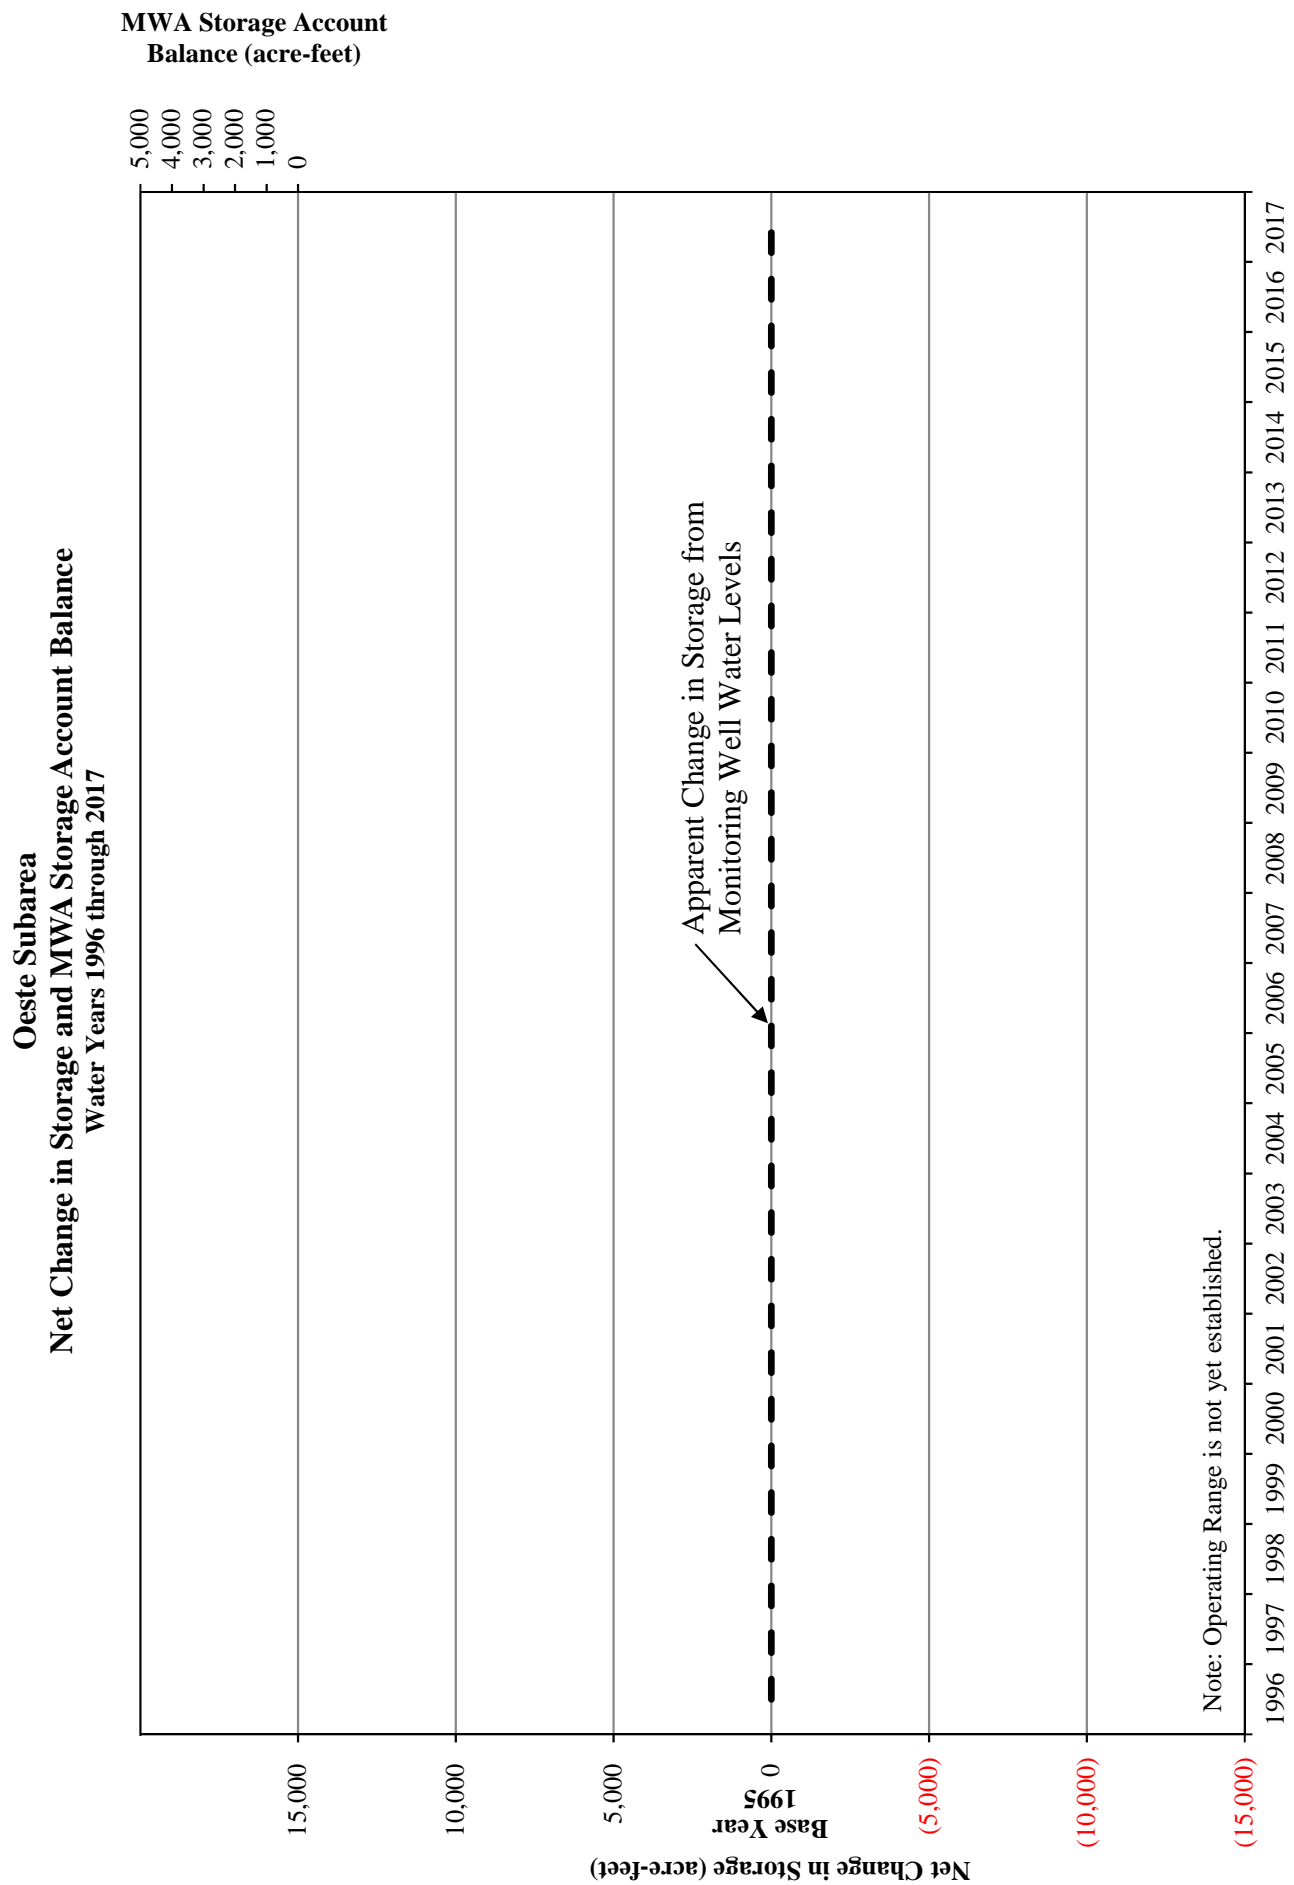 Oeste Subarea
Net Change in Storage and MWA Storage Account Balance
Water Years 1996 through 2017
MWA Storage Account
Balance (acre-feet)
5,000
4,000
3,000
2,000
1,000
0
15,000
10,000
5,000
0
(5,000)
(10,000)
(15,000)
Net Change in Storage (acre-feet)
Base Year
1995
Apparent Change in Storage from
Monitoring Well Water Levels
Note: Operating Range is not yet established.
1996 1997 1998 1999 2000 2001 2002 2003 2004 2005 2006 2007 2008 2009 2010 2011 2012 2013 2014 2015 2016 2017